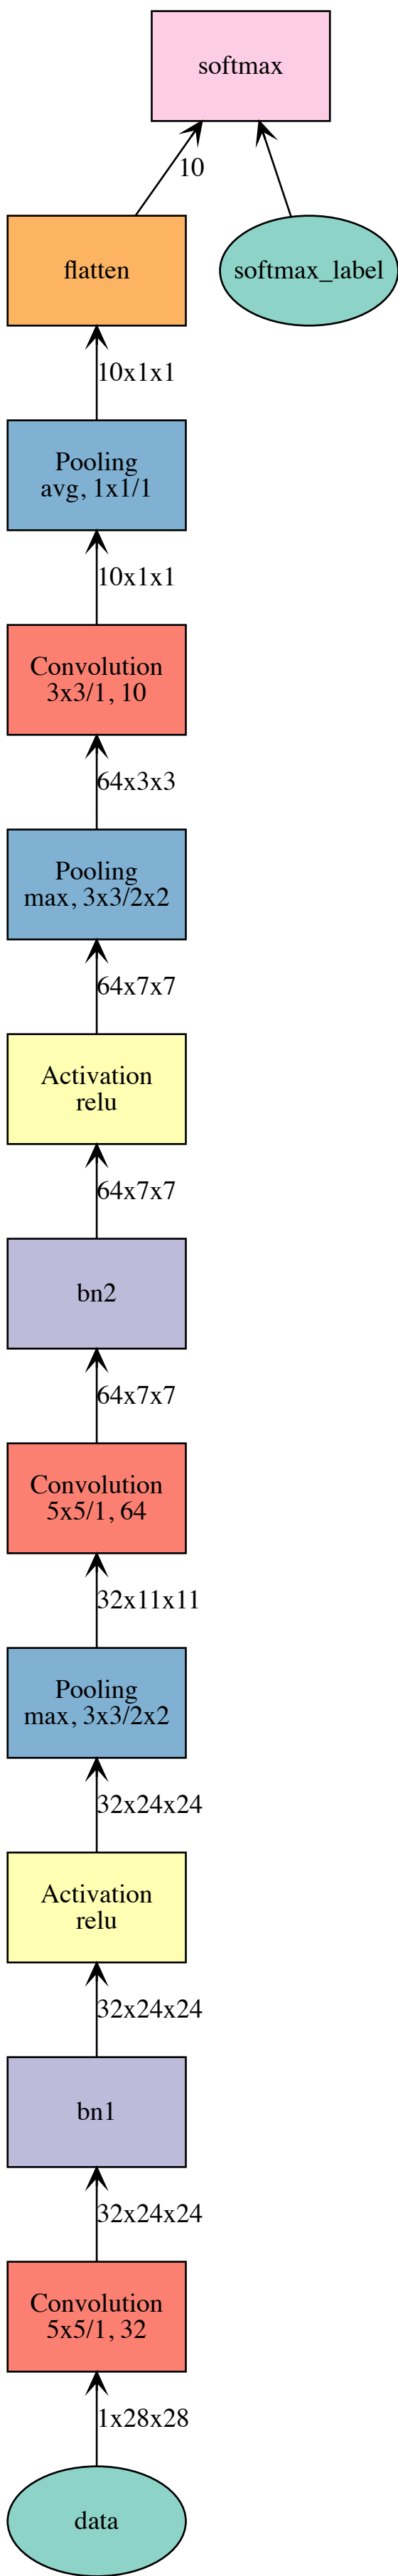 softmax
10
flatten
softmax_label
10x1x1
Pooling
avg, 1x1/1
10x1x1
Convolution
3x3/1, 10
64x3x3
Pooling
max, 3x3/2x2
64x7x7
Activation
relu
64x7x7
bn2
64x7x7
Convolution
5x5/1, 64
32x11x11
Pooling
max, 3x3/2x2
32x24x24
Activation
relu
32x24x24
bn1
32x24x24
Convolution
5x5/1, 32
1x28x28
data